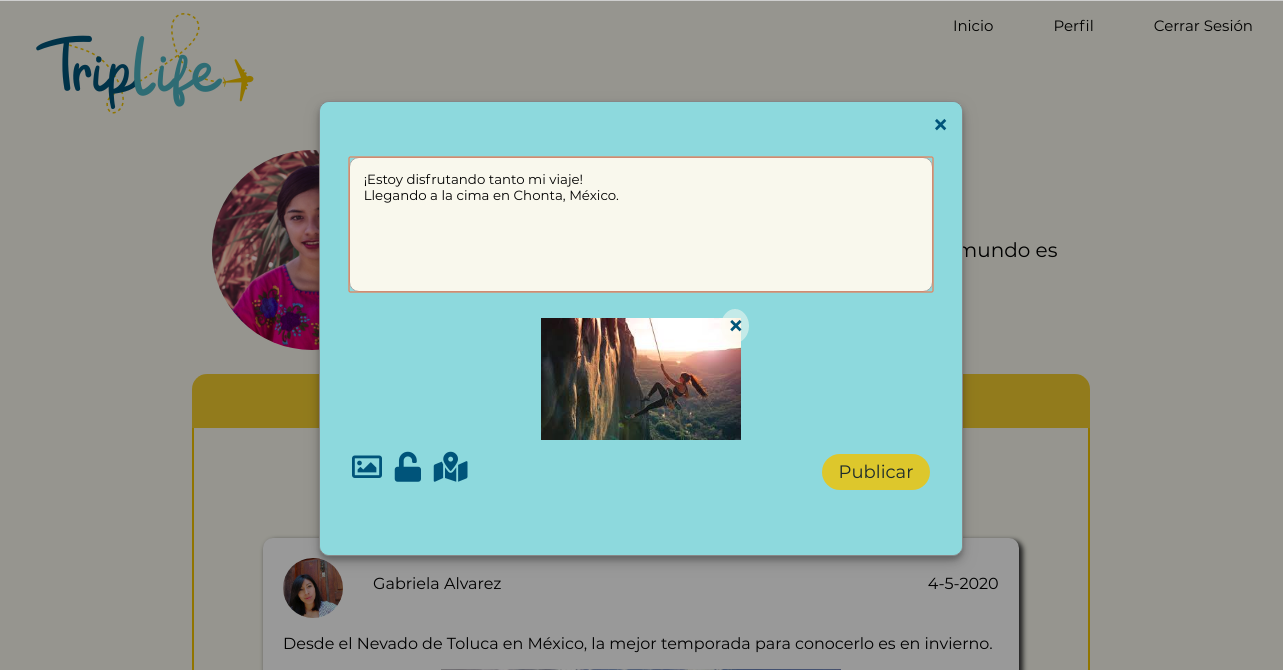 Inicio Perfil Cerrar Sesión
TripLife
¡Estoy disfrutando tanto mi viaje!
Llegando a la cima en Chonta, México.
mundo es
Publicar
Gabriela Alvarez 4-5-2020
Desde el Nevado de Toluca en México, la mejor temporada para conocerlo es en invierno.